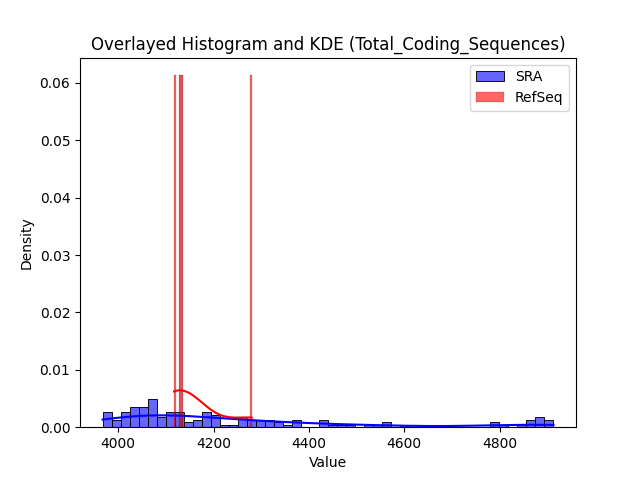 Overlayed Histogram and KDE (Total_Coding_Sequences)
SRA
RefSeq
Density
0.06
0.05
0.04
0.03
0.02
0.01
0.00
4000 4200 4400 4600 4800
Value